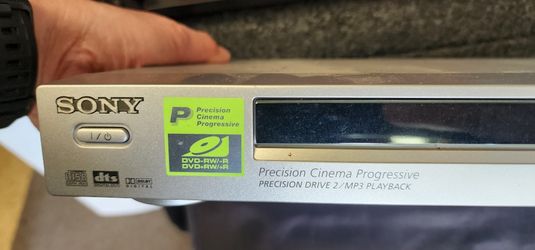 SONY
I/⏻
P Precision
Cinema
Progressive
DVD-RW/-R
DVD+RW/+R
dts
DOLBY
DIGITAL
Precision Cinema Progressive
PRECISION DRIVE 2/MP3 PLAYBACK